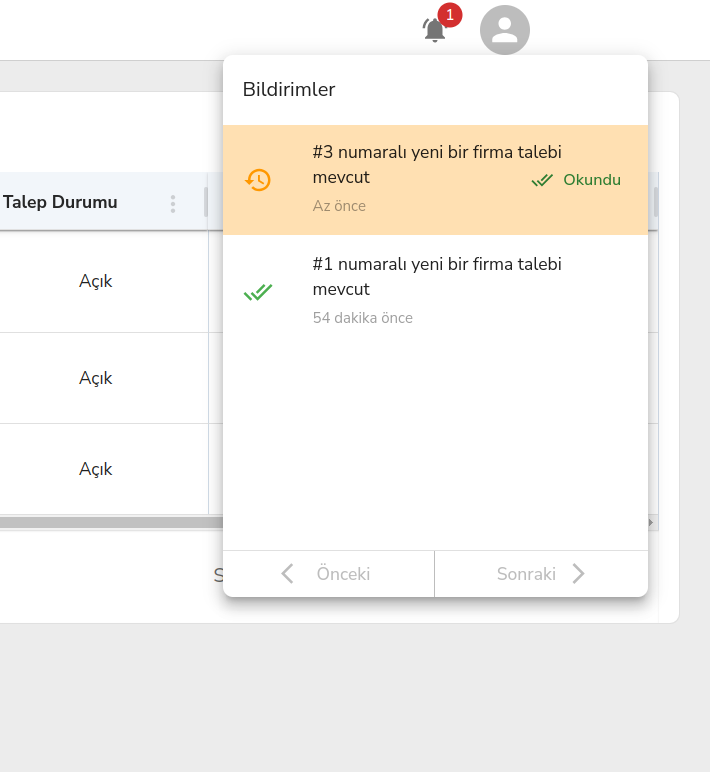 1
Bildirimler
#3 numaralı yeni bir firma talebi
mevcut
Okundu
Az önce
Talep Durumu
#1 numaralı yeni bir firma talebi
mevcut
54 dakika önce
Açık
Açık
Açık
Önceki
Sonraki